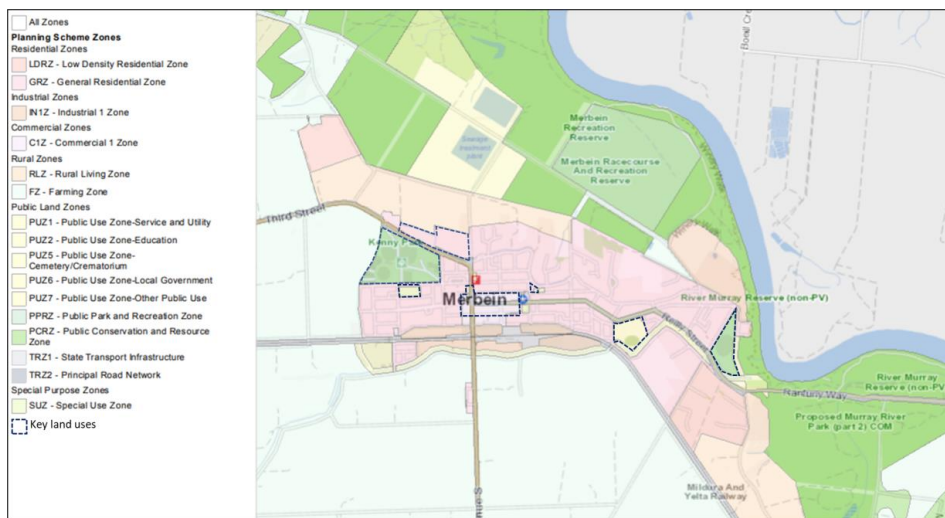 All Zones
Planning Scheme Zones
Residential Zones
LDRZ - Low Density Residential Zone
GRZ - General Residential Zone
Industrial Zones
IN1Z - Industrial 1 Zone
Commercial Zones
C1Z - Commercial 1 Zone
Rural Zones
RLZ - Rural Living Zone
FZ - Farming Zone
Public Land Zones
PUZ1 - Public Use Zone-Service and Utility
PUZ2 - Public Use Zone-Education
PUZ5 - Public Use Zone-
Cemetery/Crematorium
PUZ6 - Public Use Zone-Local Government
PUZ7 - Public Use Zone-Other Public Use
PPRZ - Public Park and Recreation Zone
PCRZ - Public Conservation and Resource
Zone
TRZ1 - State Transport Infrastructure
TRZ2 - Principal Road Network
Special Purpose Zones
SUZ - Special Use Zone
Key land uses
Merbein
Recreation
Reserve
Merbein Racecourse
And Recreation
Reserve
Third Street
Merbein
River Murray Reserve (non-PV)
River Murray
Reserve (non-PV
Ranfurly Way
Proposed Murray River
Park (part 2) COM
Mildura And
Yelta Railway